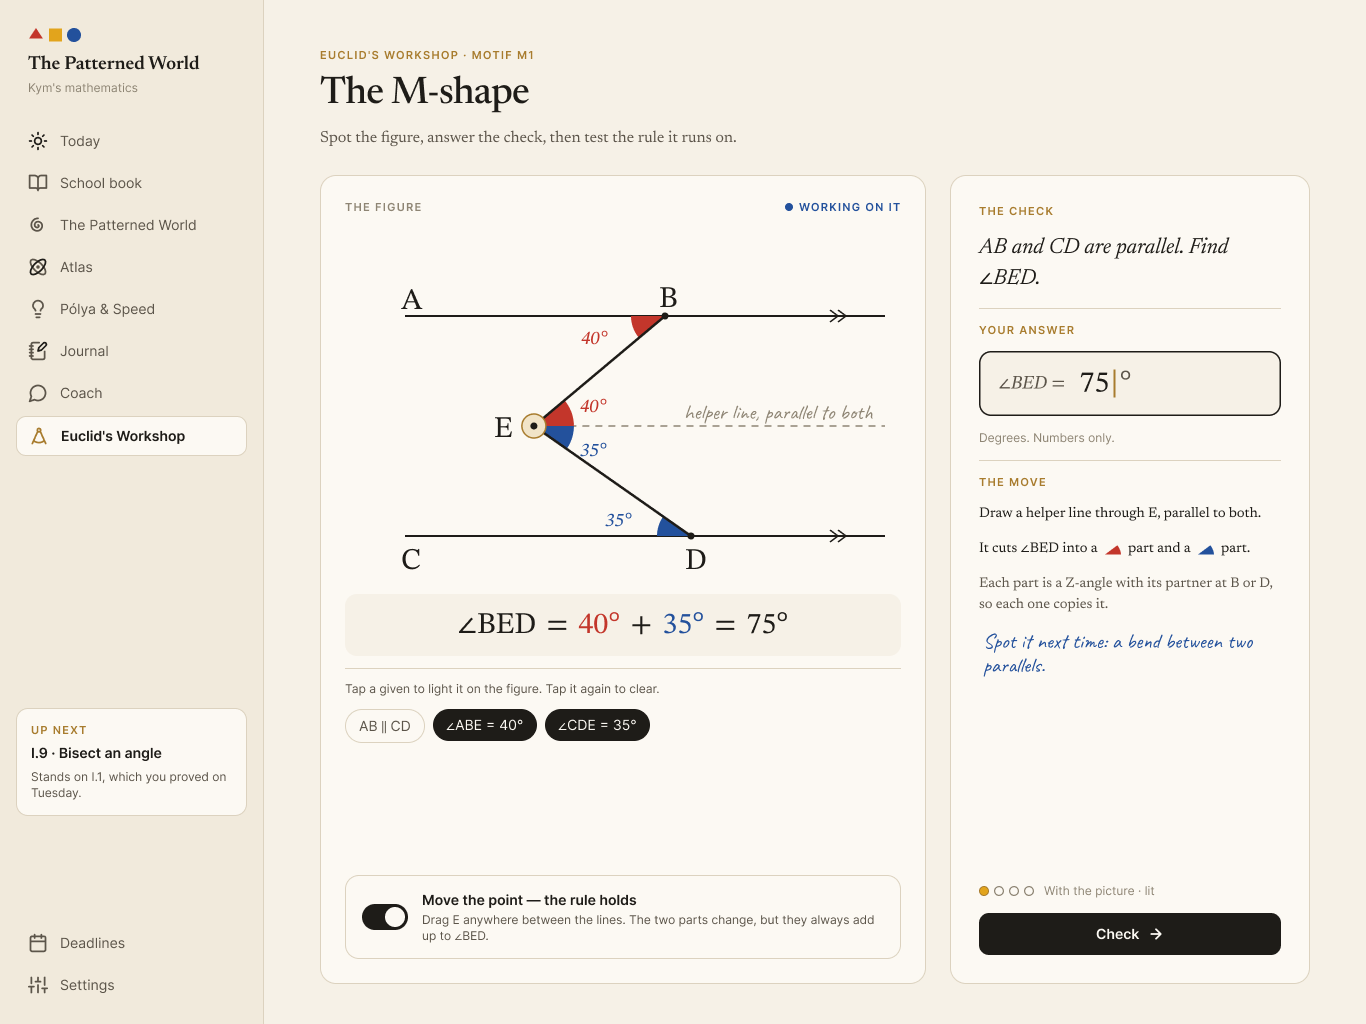 The Patterned World
Kym's mathematics
Today
School book
The Patterned World
Atlas
Pólya & Speed
Journal
Coach
Euclid's Workshop
UP NEXT
I.9 · Bisect an angle
Stands on I.1, which you proved on
Tuesday.
Deadlines
Settings
EUCLID'S WORKSHOP · MOTIF M1
The M-shape
Spot the figure, answer the check, then test the rule it runs on.
THE FIGURE
WORKING ON IT
A
B
40°
40°
helper line, parallel to both
E
35°
35°
C
D
∠BED = 40° + 35° = 75°
Tap a given to light it on the figure. Tap it again to clear.
AB ∥ CD
∠ABE = 40°
∠CDE = 35°
Move the point — the rule holds
Drag E anywhere between the lines. The two parts change, but they always add
up to ∠BED.
THE CHECK
AB and CD are parallel. Find
∠BED.
YOUR ANSWER
∠BED = 75°
Degrees. Numbers only.
THE MOVE
Draw a helper line through E, parallel to both.
It cuts ∠BED into a part and a part.
Each part is a Z-angle with its partner at B or D,
so each one copies it.
Spot it next time: a bend between two
parallels.
With the picture · lit
Check →